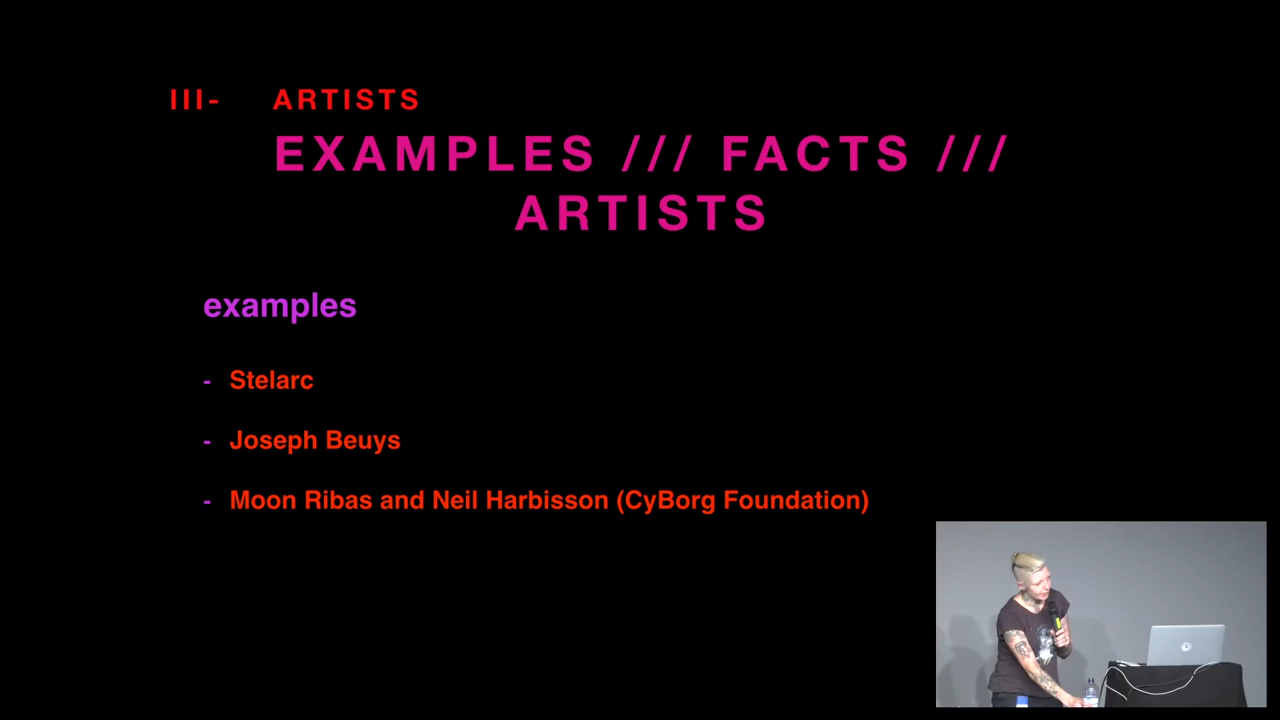 III- ARTISTS
EXAMPLES /// FACTS ///
ARTISTS
examples
- Stelarc
- Joseph Beuys
- Moon Ribas and Neil Harbisson (CyBorg Foundation)